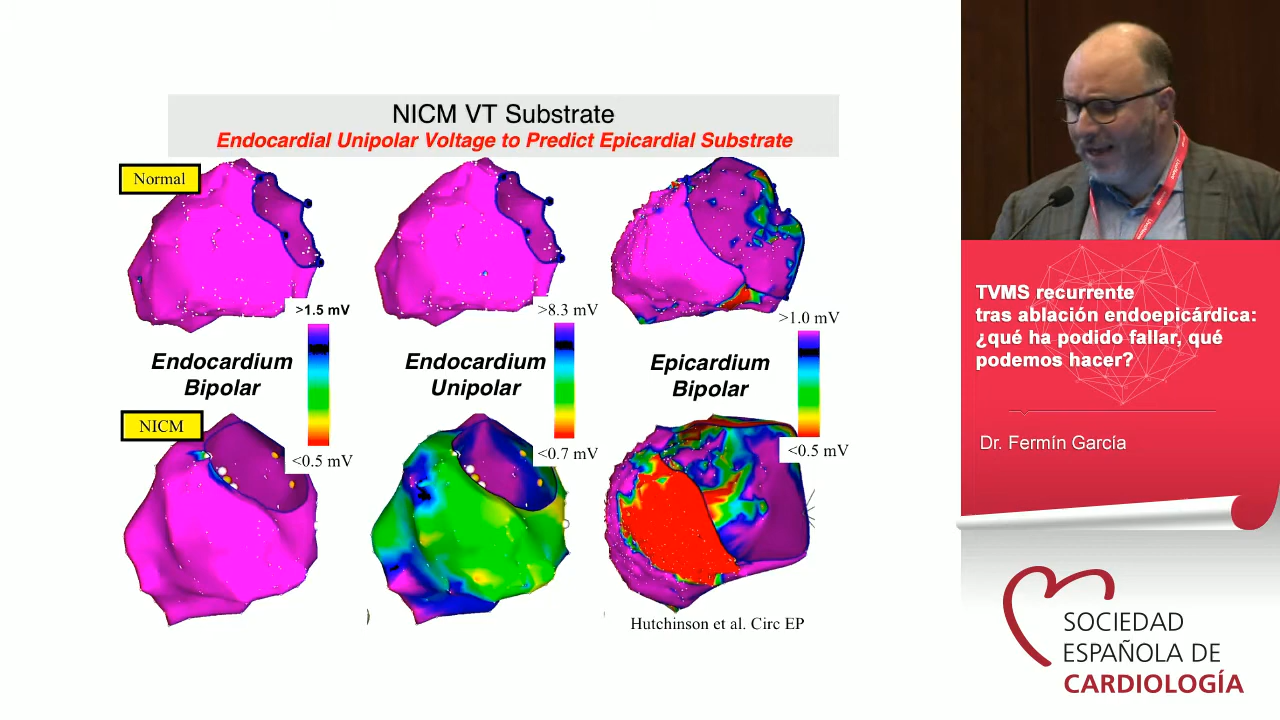 NICM VT Substrate
Endocardial Unipolar Voltage to Predict Epicardial Substrate
Normal
>1.5 mV
>8.3 mV
>1.0 mV
Endocardium
Bipolar
Endocardium
Unipolar
Epicardium
Bipolar
NICM
<0.5 mV
<0.7 mV
<0.5 mV
Hutchinson et al. Circ EP
TVMS recurrente
tras ablación endoepicárdica:
¿qué ha podido fallar, qué
podemos hacer?
Dr. Fermín García
SOCIEDAD
ESPAÑOLA DE
CARDIOLOGÍA